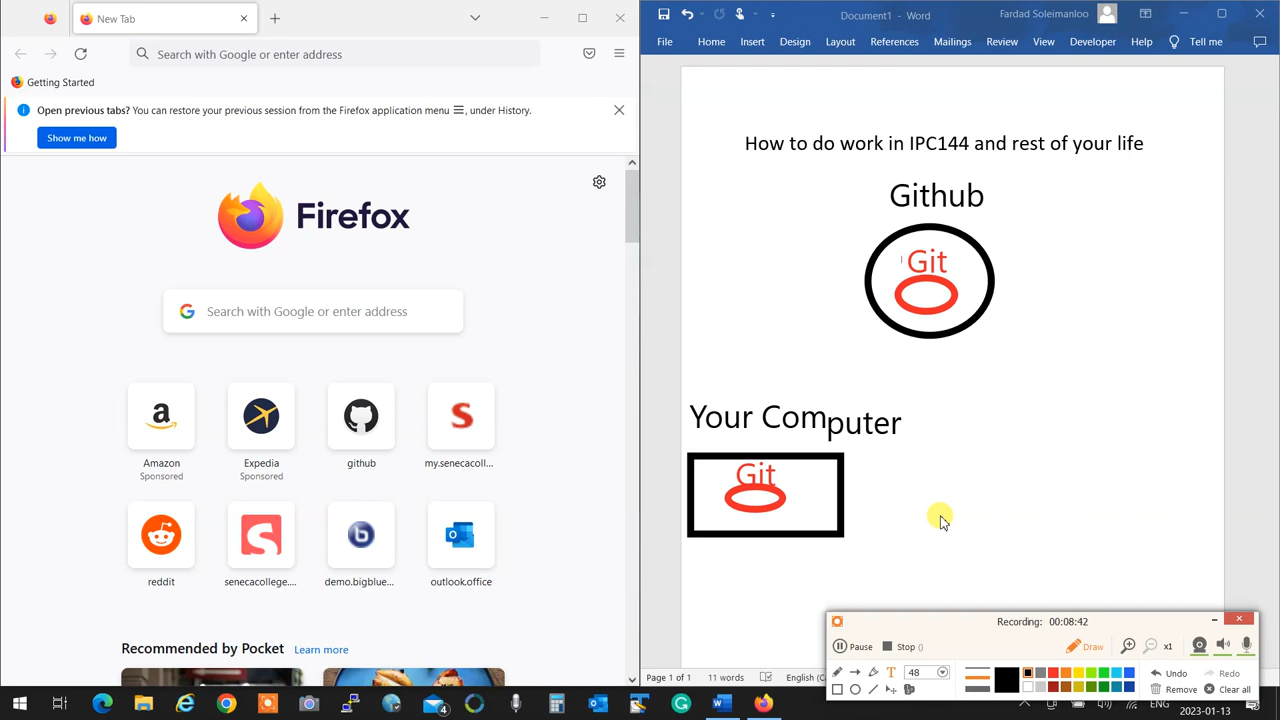 New Tab
Search with Google or enter address
Getting Started
Open previous tabs? You can restore your previous session from the Firefox application menu ☰, under History.
Show me how
Firefox
Search with Google or enter address
a
S
Amazon
Sponsored
Expedia
Sponsored
github
my.senecacoll...
reddit
senecacollege....
demo.bigblue...
outlook.office
Recommended by Pocket
Learn more
Document1 - Word
Fardad Soleimanloo
File
Home
Insert
Design
Layout
References
Mailings
Review
View
Developer
Help
Tell me
How to do work in IPC144 and rest of your life
Github
Git
Your Computer
Git
Page 1 of 1
11 words
Recording: 00:08:42
Pause
Stop ()
Draw
x1
T
48
Undo
Redo
Remove
Clear all
4
ENG
2023-01-13